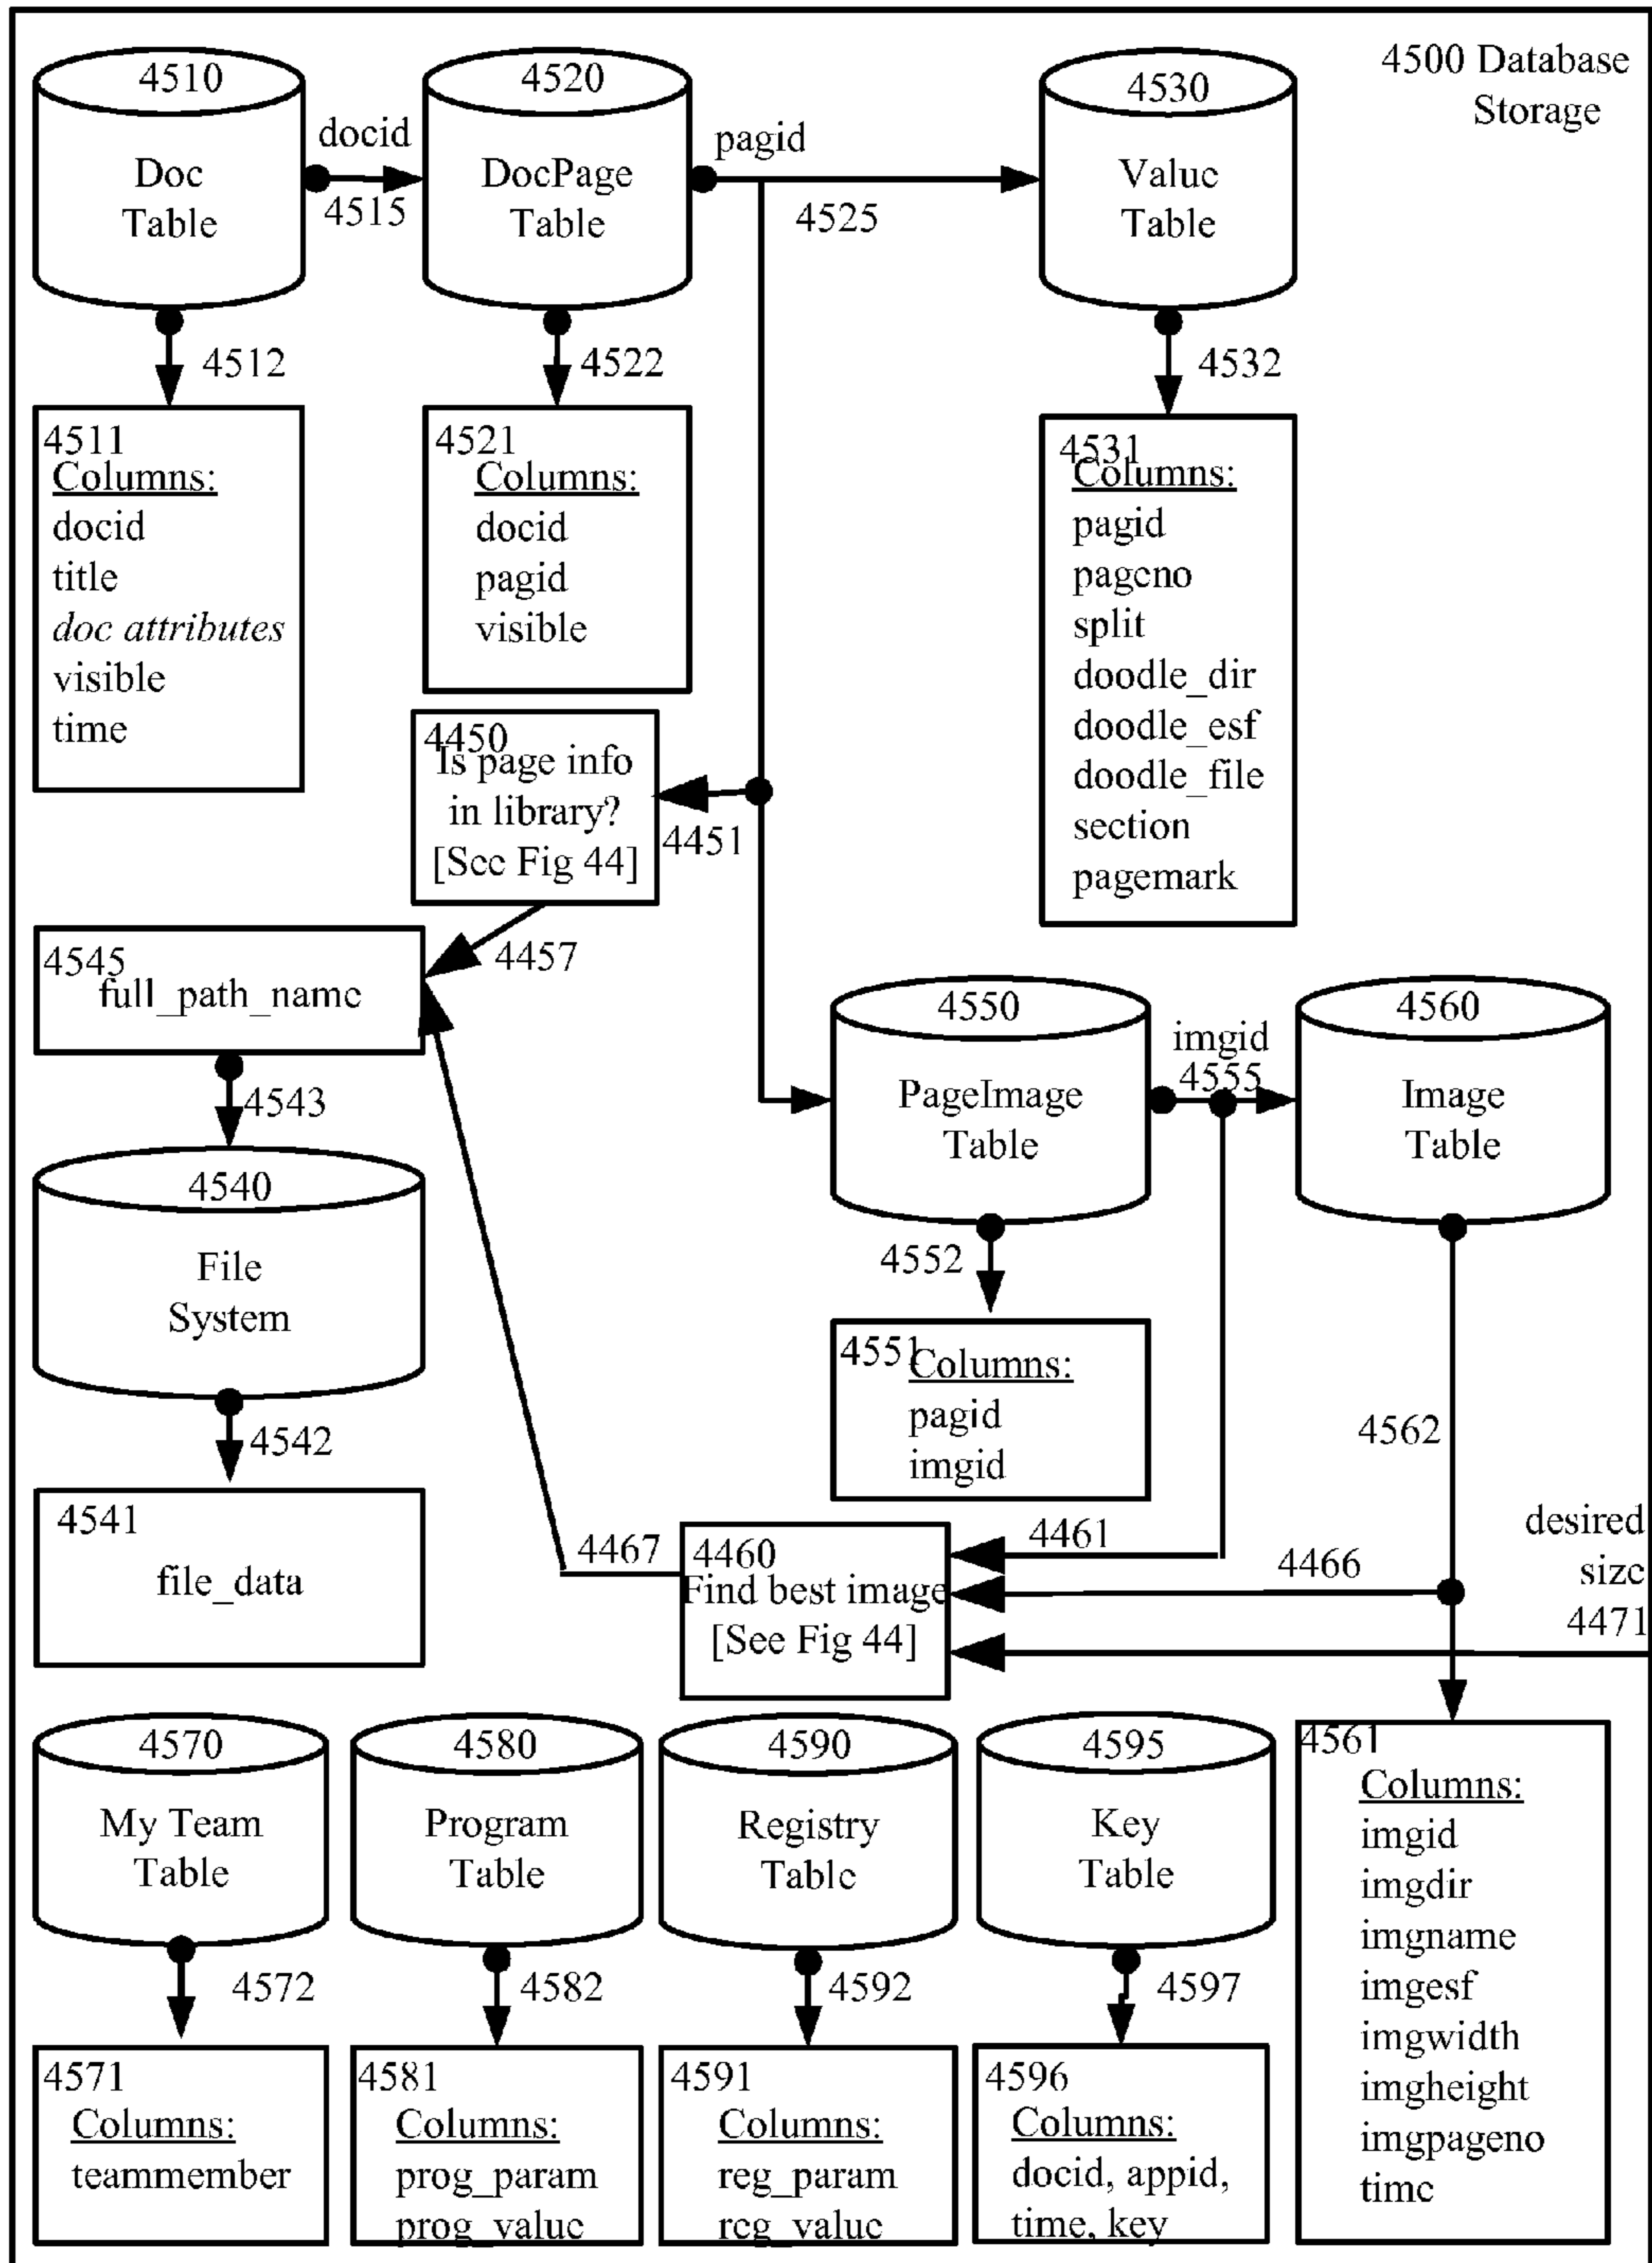 4500 Database
Storage
4510
Doc
Table
docid
4515
4520
DocPage
Table
pagid
4525
4530
Value
Table
4512
4522
4532
4511
Columns:
docid
title
doc attributes
visible
time
4521
Columns:
docid
pagid
visible
4531
Columns:
pagid
pageno
split
doodle_dir
doodle_esf
doodle_file
section
pagemark
4450
Is page info
in library?
[See Fig 44]
4451
4457
4545
full_path_name
4543
4540
File
System
4542
4541
file_data
4550
PageImage
Table
imgid
4555
4560
Image
Table
4552
4551
Columns:
pagid
imgid
4562
4467
4460
Find best image
[See Fig 44]
4461
4466
desired
size
4471
4570
My Team
Table
4580
Program
Table
4590
Registry
Table
4595
Key
Table
4572
4582
4592
4597
4571
Columns:
teammember
4581
Columns:
prog_param
prog_value
4591
Columns:
reg_param
reg_value
4596
Columns:
docid, appid,
time, key
4561
Columns:
imgid
imgdir
imgname
imgesf
imgwidth
imgheight
imgpageno
time